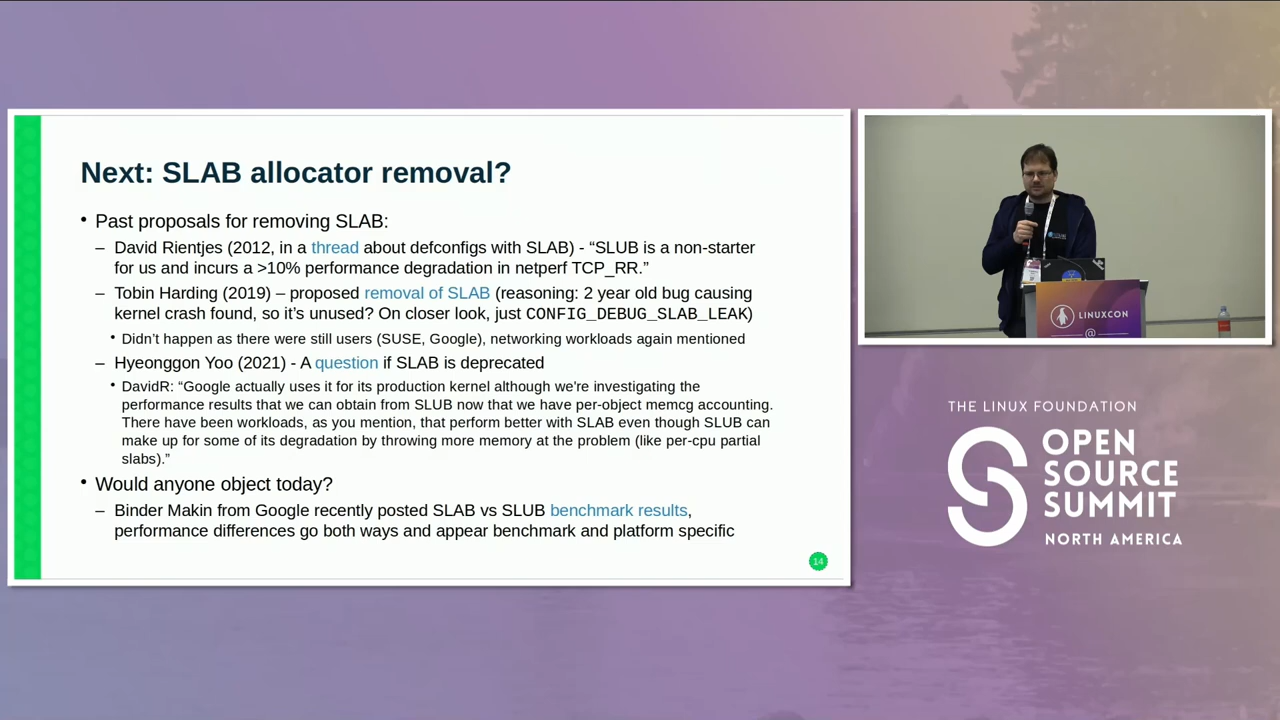 Next: SLAB allocator removal?
• Past proposals for removing SLAB:
– David Rientjes (2012, in a thread about defconfigs with SLAB) - “SLUB is a non-starter
for us and incurs a >10% performance degradation in netperf TCP_RR.”
– Tobin Harding (2019) – proposed removal of SLAB (reasoning: 2 year old bug causing
kernel crash found, so it’s unused? On closer look, just CONFIG_DEBUG_SLAB_LEAK)
• Didn’t happen as there were still users (SUSE, Google), networking workloads again mentioned
– Hyeonggon Yoo (2021) - A question if SLAB is deprecated
• DavidR: “Google actually uses it for its production kernel although we're investigating the
performance results that we can obtain from SLUB now that we have per-object memcg accounting.
There have been workloads, as you mention, that perform better with SLAB even though SLUB can
make up for some of its degradation by throwing more memory at the problem (like per-cpu partial
slabs).”
• Would anyone object today?
– Binder Makin from Google recently posted SLAB vs SLUB benchmark results,
performance differences go both ways and appear benchmark and platform specific
14
LINUXCON
@
THE LINUX FOUNDATION
OPEN
SOURCE
SUMMIT
NORTH AMERICA